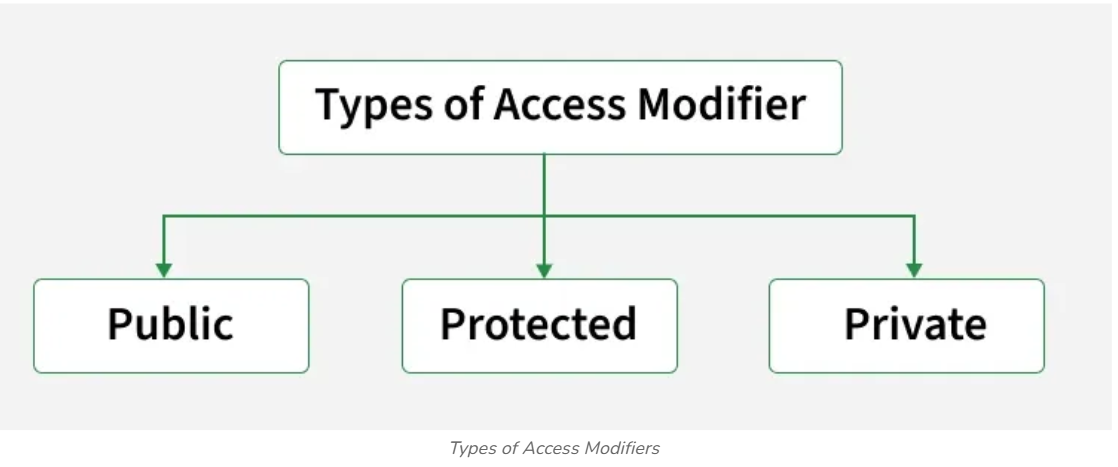 Types of Access Modifier
Public
Protected
Private
Types of Access Modifiers